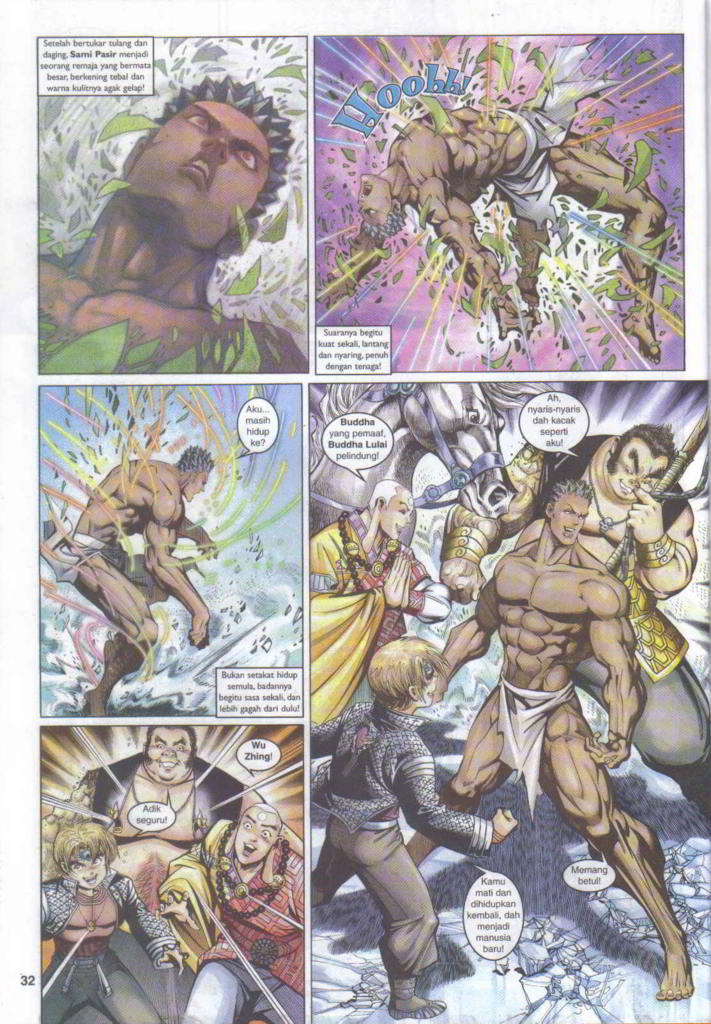 Setelah bertukar tulang dan
daging, Sami Pasir menjadi
seorang remaja yang bermata
besar, berkening tebal dan
warna kulitnya agak gelap!
Hoohh!
Suaranya begitu
kuat sekali, lantang
dan nyaring, penuh
dengan tenaga!
Aku...
masih
hidup
ke?
Bukan setakat hidup
semula, badannya
begitu sasa sekali, dan
lebih gagah dari dulu!
Buddha
yang pemaaf,
Buddha Lulai
pelindung!
Ah,
nyaris-nyaris
dah kacak
seperti
aku!
Kamu
mati dan
dihidupkan
kembali, dah
menjadi
manusia
baru!
Memang
betul!
Wu
Zhing!
Adik
seguru!
32